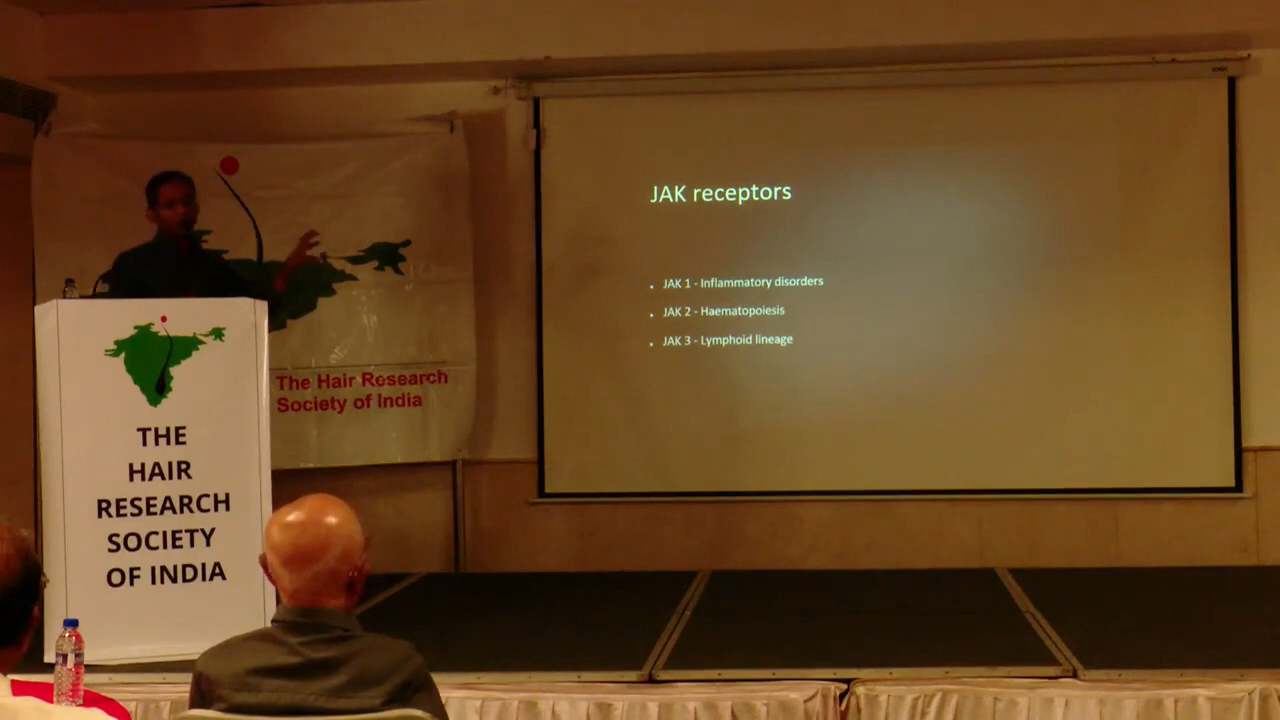 JAK receptors
JAK 1 - Inflammatory disorders
JAK 2 - Haematopoiesis
JAK 3 - Lymphoid lineage
The Hair Research
Society of India
THE
HAIR
RESEARCH
SOCIETY
OF INDIA